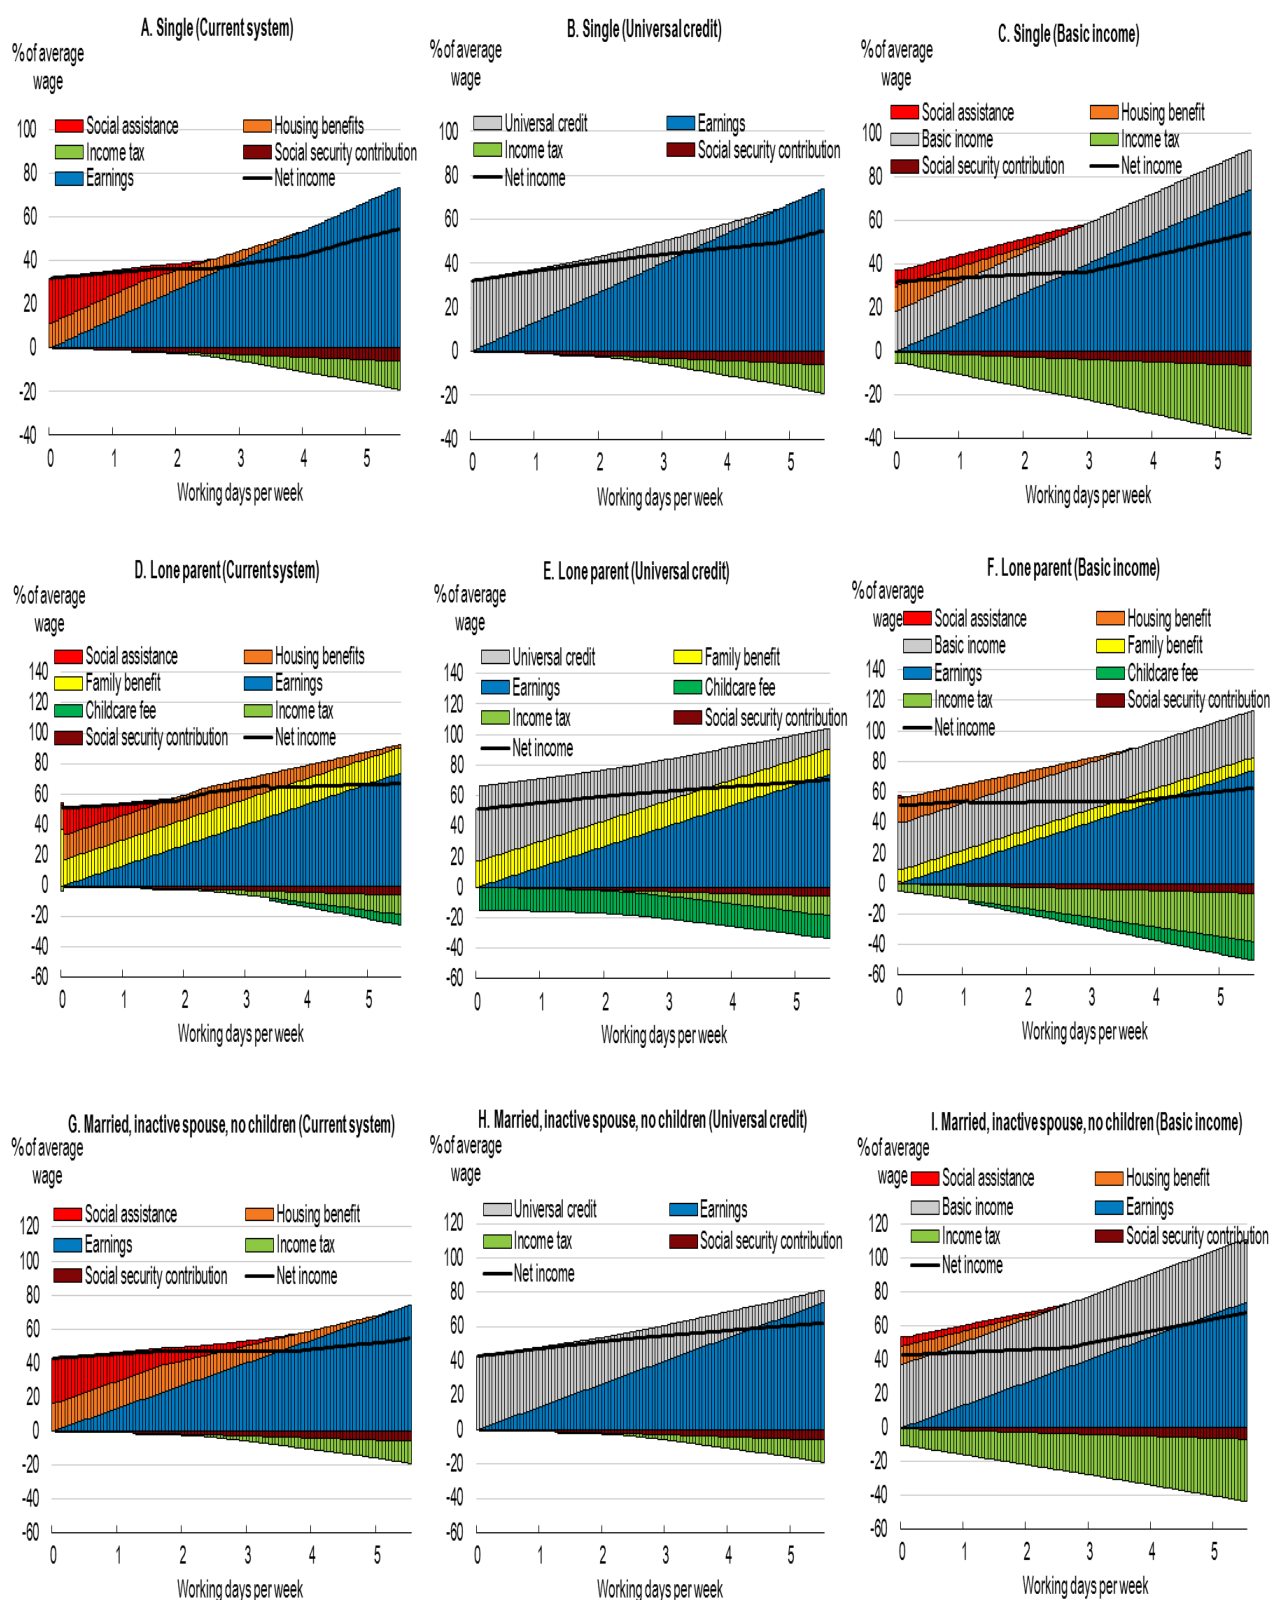 A. Single (Current system)
% of average
wage
Social assistance
Housing benefits
Income tax
Social security contribution
Earnings
Net income
100
80
60
40
20
0
-20
-40
0 1 2 3 4 5
Working days per week
B. Single (Universal credit)
% of average
wage
Universal credit
Earnings
Income tax
Social security contribution
Net income
100
80
60
40
20
0
-20
-40
0 1 2 3 4 5
Working days per week
C. Single (Basic income)
% of average
wage
Social assistance
Housing benefit
Basic income
Income tax
Social security contribution
Net income
100
80
60
40
20
0
-20
-40
0 1 2 3 4 5
Working days per week
D. Lone parent (Current system)
% of average
wage
Social assistance
Housing benefits
Family benefit
Earnings
Childcare fee
Income tax
Social security contribution
Net income
140
120
100
80
60
40
20
0
-20
-40
-60
0 1 2 3 4 5
Working days per week
E. Lone parent (Universal credit)
% of average
wage
Universal credit
Family benefit
Earnings
Childcare fee
Income tax
Social security contribution
Net income
140
120
100
80
60
40
20
0
-20
-40
-60
0 1 2 3 4 5
Working days per week
F. Lone parent (Basic income)
% of average
wage
Social assistance
Housing benefit
Basic income
Family benefit
Earnings
Childcare fee
Income tax
Social security contribution
Net income
140
120
100
80
60
40
20
0
-20
-40
-60
0 1 2 3 4 5
Working days per week
G. Married, inactive spouse, no children (Current system)
% of average
wage
Social assistance
Housing benefit
Earnings
Income tax
Social security contribution
Net income
120
100
80
60
40
20
0
-20
-40
-60
0 1 2 3 4 5
Working days per week
H. Married, inactive spouse, no children (Universal credit)
% of average
wage
Universal credit
Earnings
Income tax
Social security contribution
Net income
120
100
80
60
40
20
0
-20
-40
-60
0 1 2 3 4 5
Working days per week
I. Married, inactive spouse, no children (Basic income)
% of average
wage
Social assistance
Housing benefit
Basic income
Earnings
Income tax
Social security contribution
Net income
120
100
80
60
40
20
0
-20
-40
-60
0 1 2 3 4 5
Working days per week